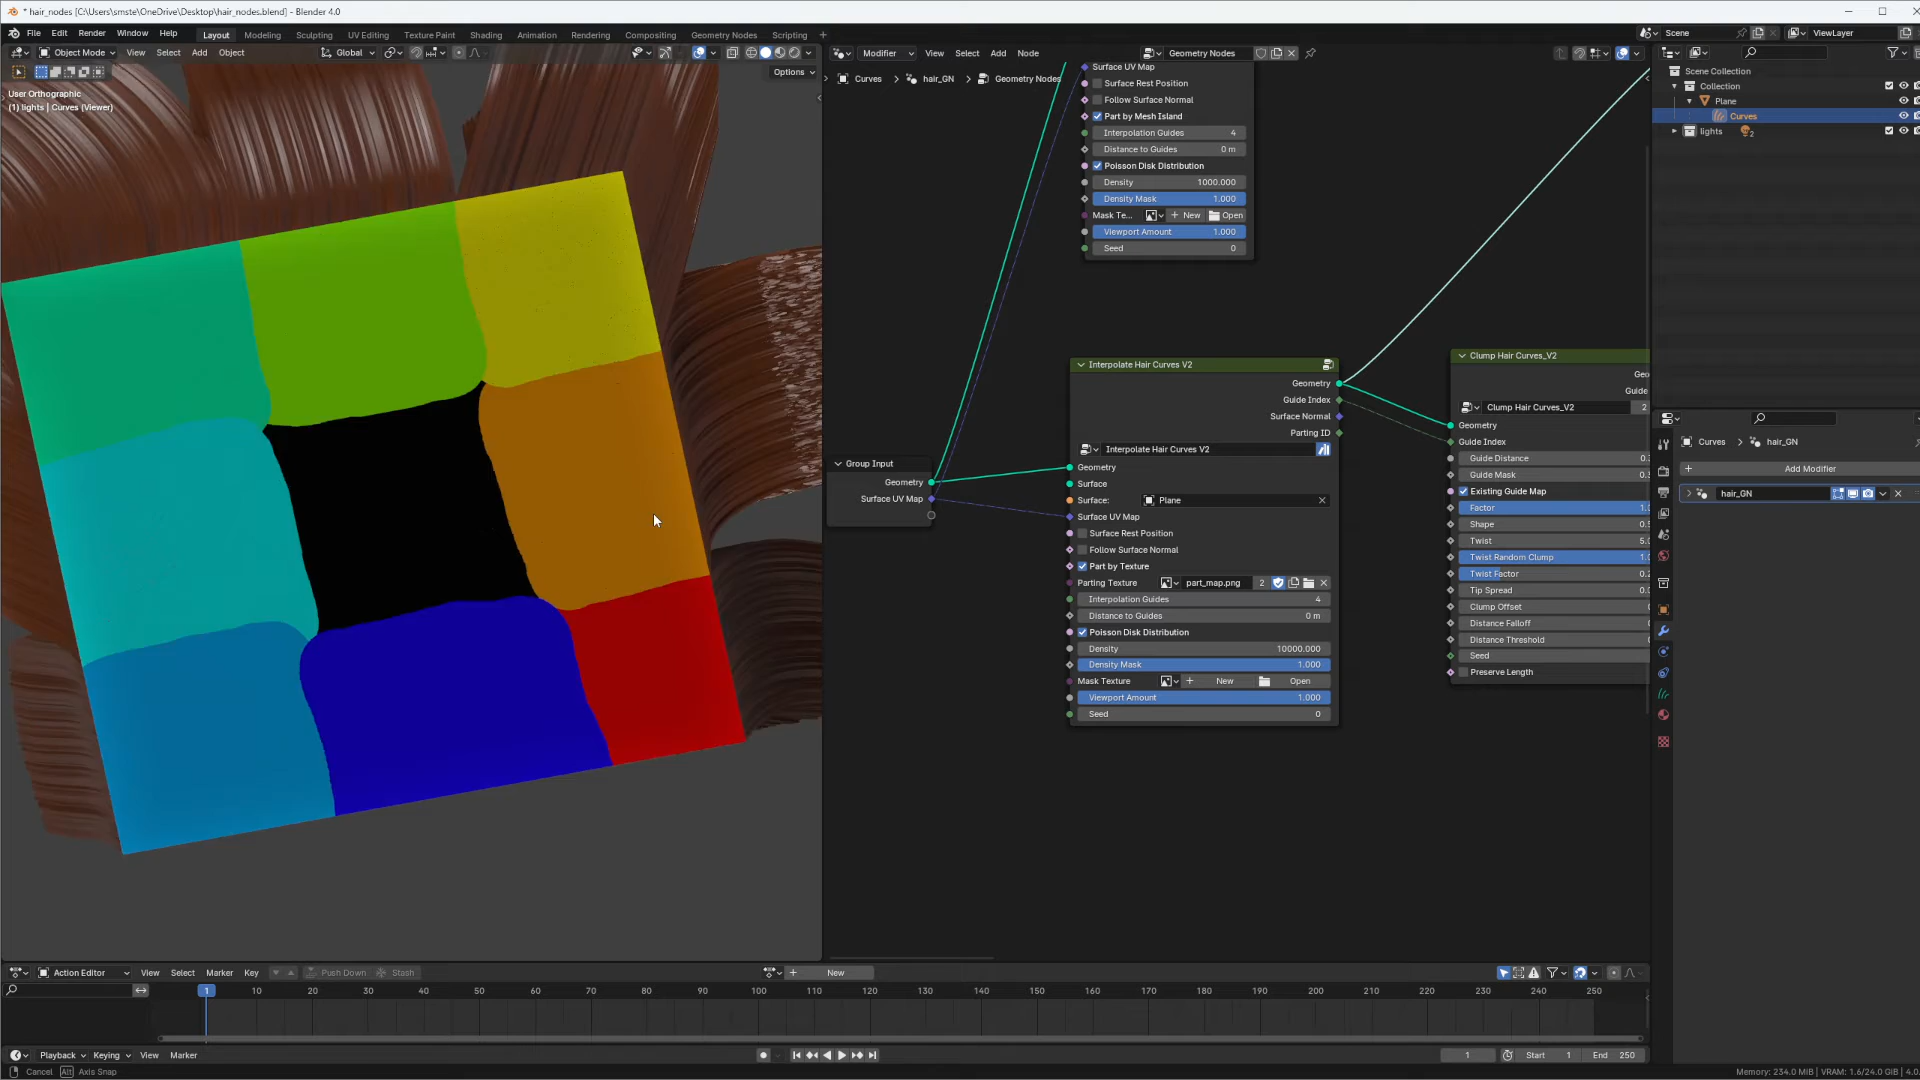 * hair_nodes [C:\Users\smste\OneDrive\Desktop\hair_nodes.blend] - Blender 4.0
File Edit Render Window Help Layout Modeling Sculpting UV Editing Texture Paint Shading Animation Rendering Compositing Geometry Nodes Scripting +
Scene ViewLayer
Object Mode View Select Add Object Global
Options
User Orthographic
(1) lights | Curves (Viewer)
Modifier View Select Add Node Geometry Nodes
Curves > hair_GN > Geometry Nodes
Surface UV Map
Surface Rest Position
Follow Surface Normal
Part by Mesh Island
Interpolation Guides 4
Distance to Guides 0 m
Poisson Disk Distribution
Density 1000.000
Density Mask 1.000
Mask Te... New Open
Viewport Amount 1.000
Seed 0
Group Input
Geometry
Surface UV Map
Interpolate Hair Curves V2
Geometry
Guide Index
Surface Normal
Parting ID
Interpolate Hair Curves V2
Geometry
Surface
Surface: Plane
Surface UV Map
Surface Rest Position
Follow Surface Normal
Part by Texture
Parting Texture part_map.png 2
Interpolation Guides 4
Distance to Guides 0 m
Poisson Disk Distribution
Density 10000.000
Density Mask 1.000
Mask Texture New Open
Viewport Amount 1.000
Seed 0
Clump Hair Curves_V2
Geo
Guide
Clump Hair Curves_V2 2
Geometry
Guide Index
Guide Distance
Guide Mask
Existing Guide Map
Factor
Shape
Twist
Twist Random Clump
Twist Factor
Tip Spread
Clump Offset
Distance Falloff
Distance Threshold
Seed
Preserve Length
Scene Collection
Collection
Plane
Curves
lights 2
Curves > hair_GN
Add Modifier
hair_GN
Action Editor View Select Marker Key Push Down Stash New
1 10 20 30 40 50 60 70 80 90 100 110 120 130 140 150 160 170 180 190 200 210 220 230 240 250
Playback Keying View Marker 1 Start 1 End 250
Cancel Alt Axis Snap
Memory: 234.0 MiB | VRAM: 1.6/24.0 GiB | 4.0